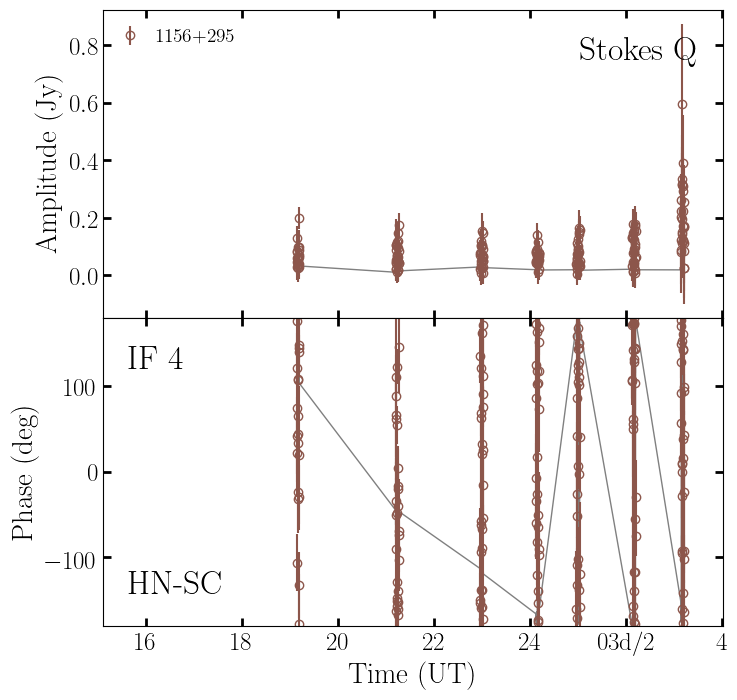 1156+295
Stokes Q
0.8
0.6
0.4
0.2
0.0
Amplitude (Jy)
IF 4
100
0
−100
Phase (deg)
HN-SC
16 18 20 22 24 03d/2 4
Time (UT)